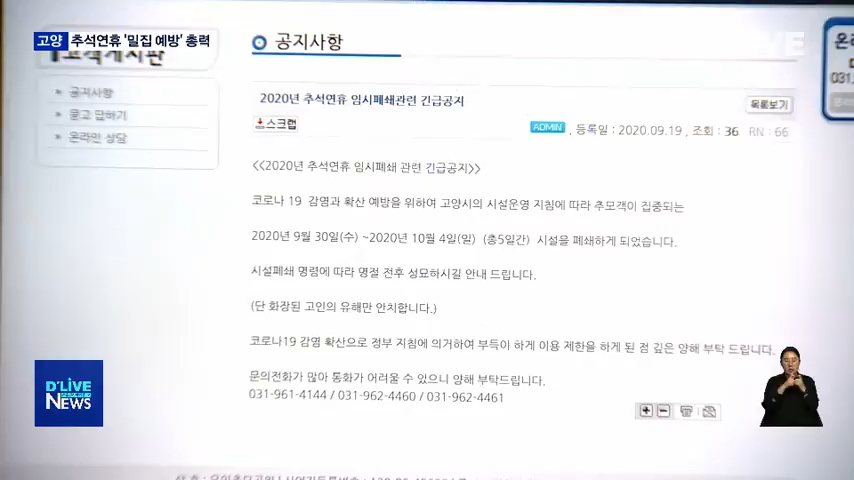 고양 추석연휴 '밀집 예방' 총력
고객게시판
» 공지사항
» 묻고 답하기
» 온라인 상담
공지사항
2020년 추석연휴 임시폐쇄관련 긴급공지
목록보기
스크랩
ADMIN , 등록일 : 2020.09.19 , 조회 : 36 RN : 66
<<2020년 추석연휴 임시폐쇄 관련 긴급공지>>
코로나 19 감염과 확산 예방을 위하여 고양시의 시설운영 지침에 따라 추모객이 집중되는
2020년 9월 30일(수) ~2020년 10월 4일(일) (총5일간) 시설을 폐쇄하게 되었습니다.
시설폐쇄 명령에 따라 명절 전후 성묘하시길 안내 드립니다.
(단 화장된 고인의 유해만 안치합니다.)
코로나19 감염 확산으로 정부 지침에 의거하여 부득이 하게 이용 제한을 하게 된 점 깊은 양해 부탁 드립니다.
문의전화가 많아 통화가 어려울 수 있으니 양해 부탁드립니다.
031-961-4144 / 031-962-4460 / 031-962-4461
D'LIVE
NEWS
LIVE
031,